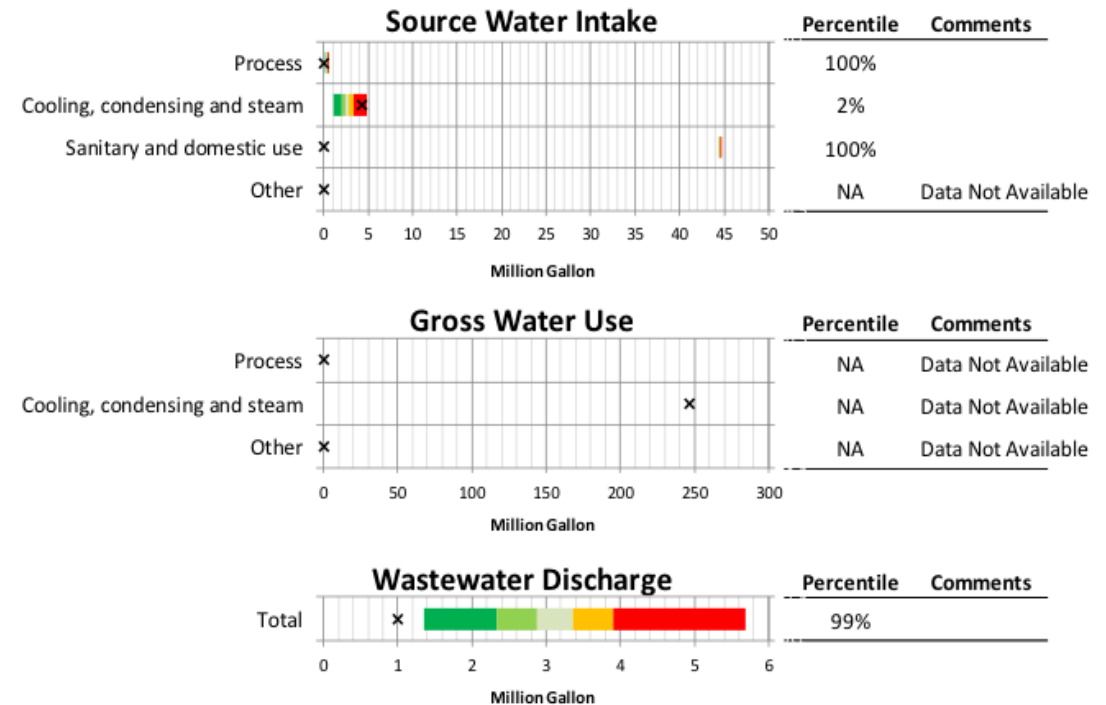 Source Water Intake Percentile Comments
Process 100%
Cooling, condensing and steam 2%
Sanitary and domestic use 100%
Other NA Data Not Available
0 5 10 15 20 25 30 35 40 45 50
Million Gallon
Gross Water Use Percentile Comments
Process NA Data Not Available
Cooling, condensing and steam NA Data Not Available
Other NA Data Not Available
0 50 100 150 200 250 300
Million Gallon
Wastewater Discharge Percentile Comments
Total 99%
0 1 2 3 4 5 6
Million Gallon